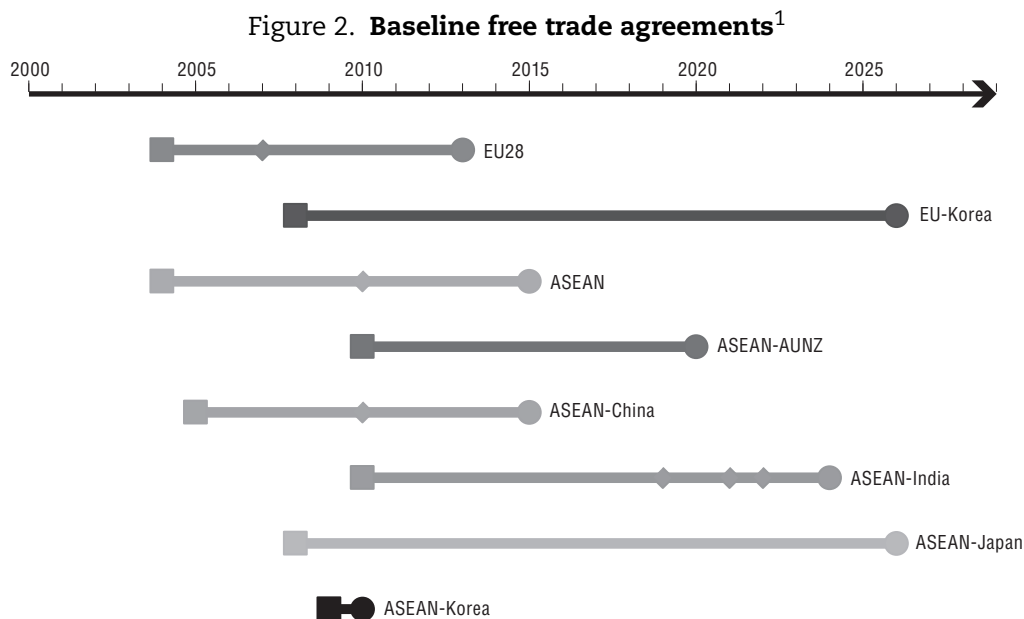 Figure 2. Baseline free trade agreements1
2000 2005 2010 2015 2020 2025
EU28
EU-Korea
ASEAN
ASEAN-AUNZ
ASEAN-China
ASEAN-India
ASEAN-Japan
ASEAN-Korea